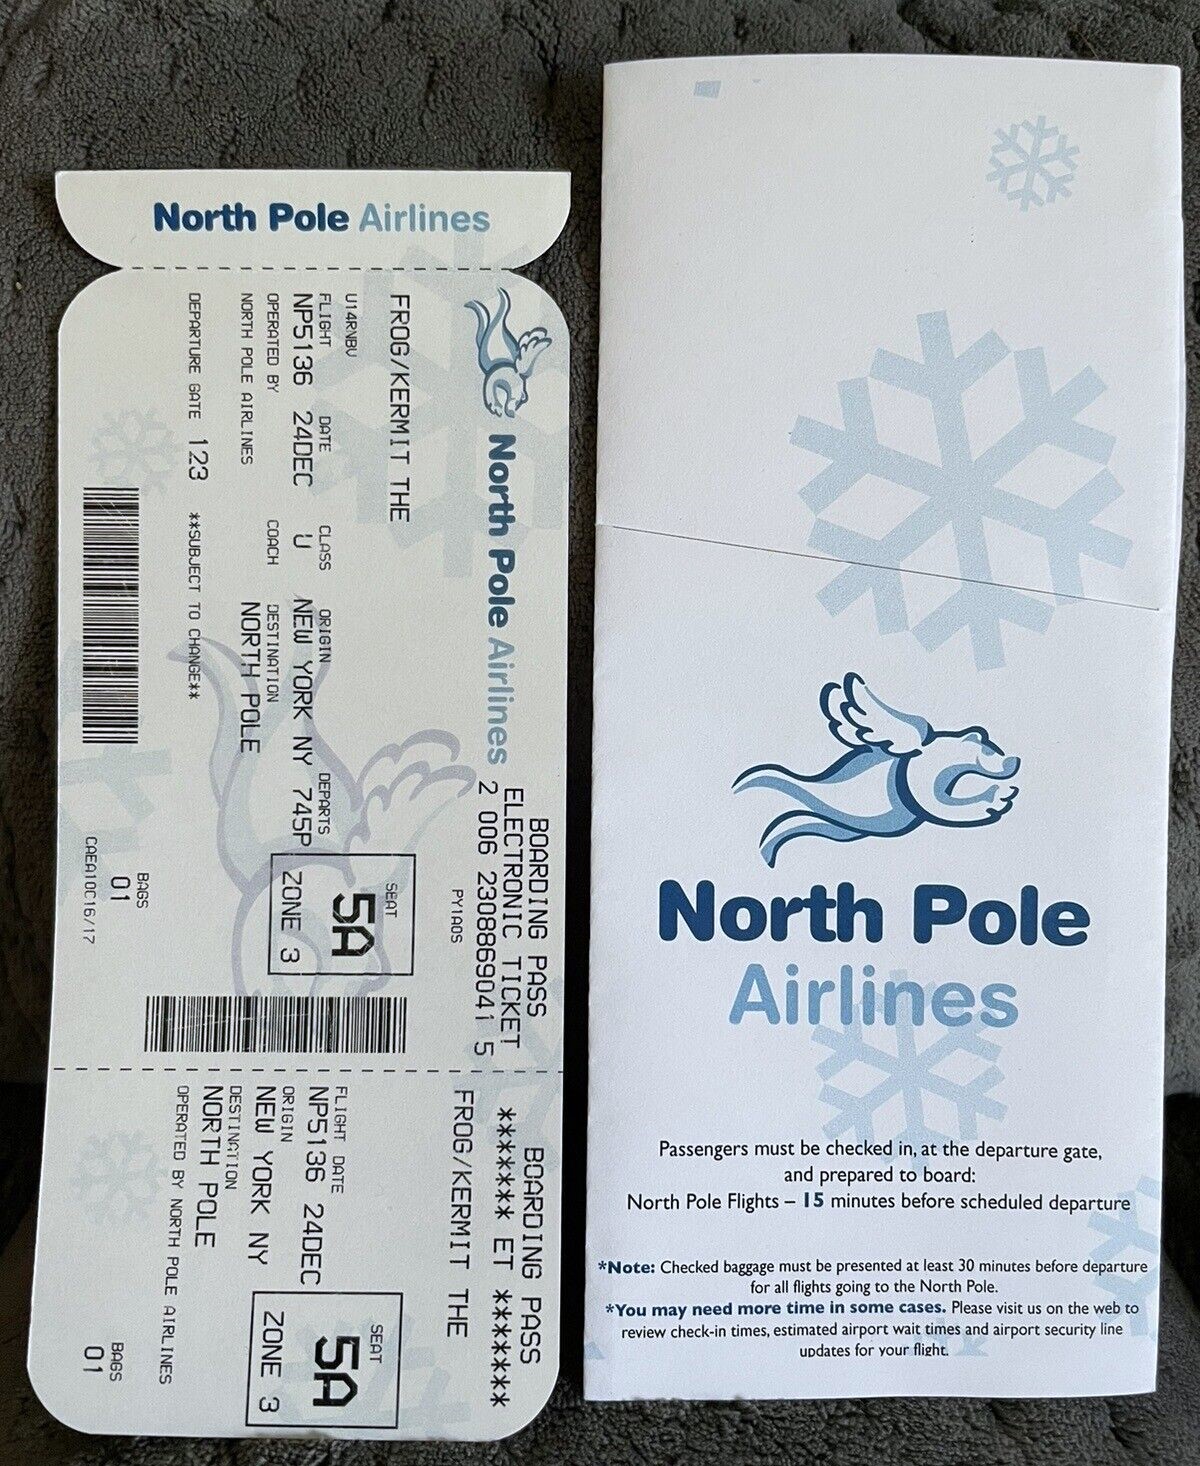 North Pole Airlines
North Pole Airlines
BOARDING PASS
ELECTRONIC TICKET
2 006 2308869041 5
FROG/KERMIT THE
PY1A0S
U14RNBV
FLIGHT DATE CLASS ORIGIN DEPARTS
NP5136 24DEC U NEW YORK NY 745P
OPERATED BY COACH DESTINATION
NORTH POLE AIRLINES NORTH POLE
SEAT
5A
ZONE 3
DEPARTURE GATE 123 **SUBJECT TO CHANGE**
BAGS
01
CAEA10C16/17
BOARDING PASS
******* ET *******
FROG/KERMIT THE
FLIGHT DATE
NP5136 24DEC
ORIGIN
NEW YORK NY
DESTINATION
NORTH POLE
OPERATED BY NORTH POLE AIRLINES
SEAT
5A
ZONE 3
BAGS
01
North Pole
Airlines
Passengers must be checked in, at the departure gate,
and prepared to board:
North Pole Flights – 15 minutes before scheduled departure
*Note: Checked baggage must be presented at least 30 minutes before departure
for all flights going to the North Pole.
*You may need more time in some cases. Please visit us on the web to
review check-in times, estimated airport wait times and airport security line
updates for your flight.